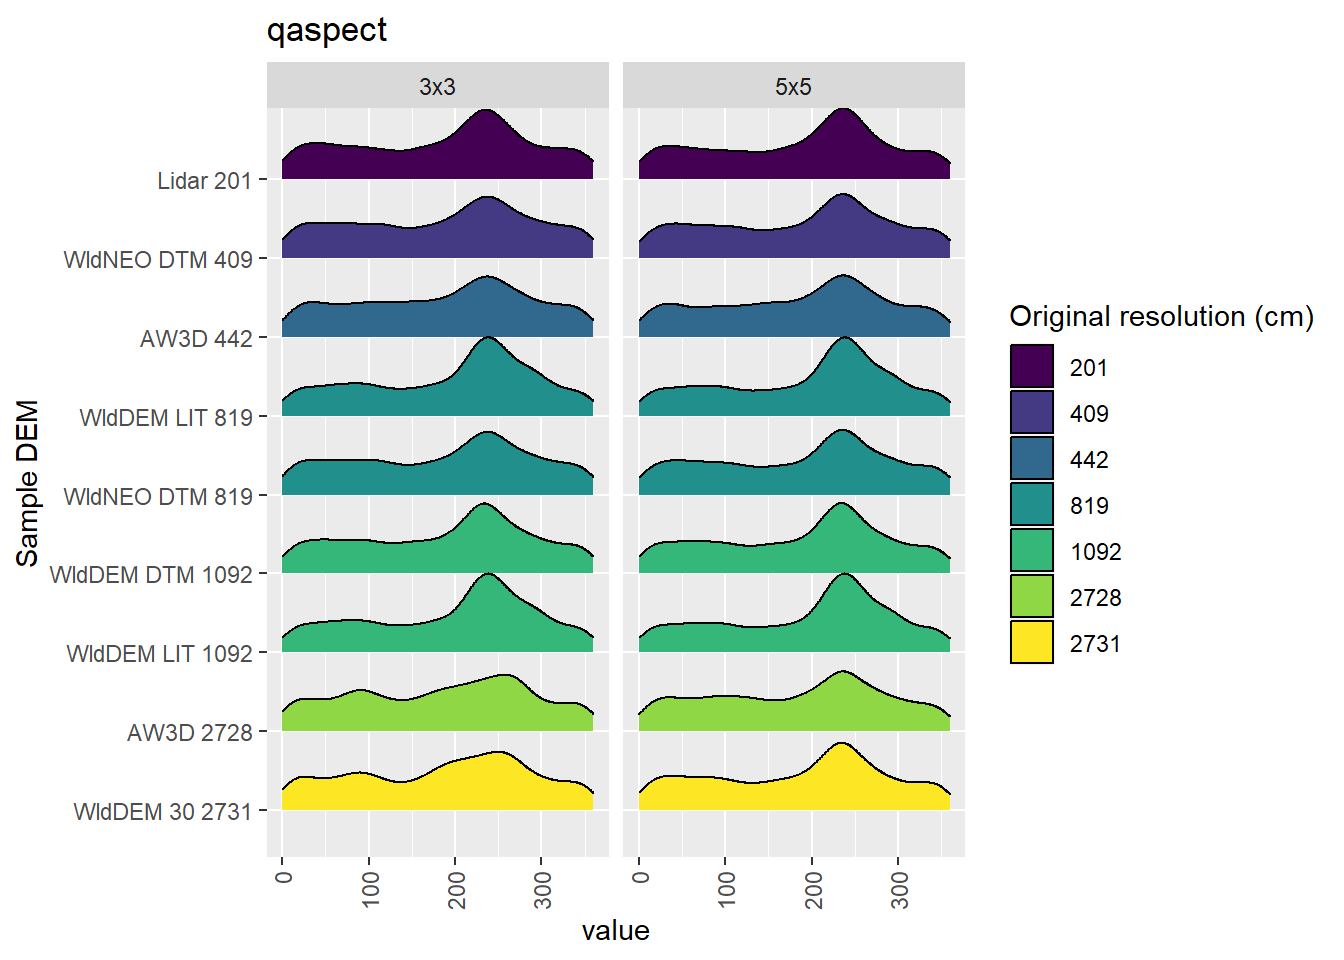 qaspect
3x3
5x5
Lidar 201
WldNEO DTM 409
AW3D 442
WldDEM LIT 819
WldNEO DTM 819
WldDEM DTM 1092
WldDEM LIT 1092
AW3D 2728
WldDEM 30 2731
Sample DEM
0
100
200
300
0
100
200
300
value
Original resolution (cm)
201
409
442
819
1092
2728
2731